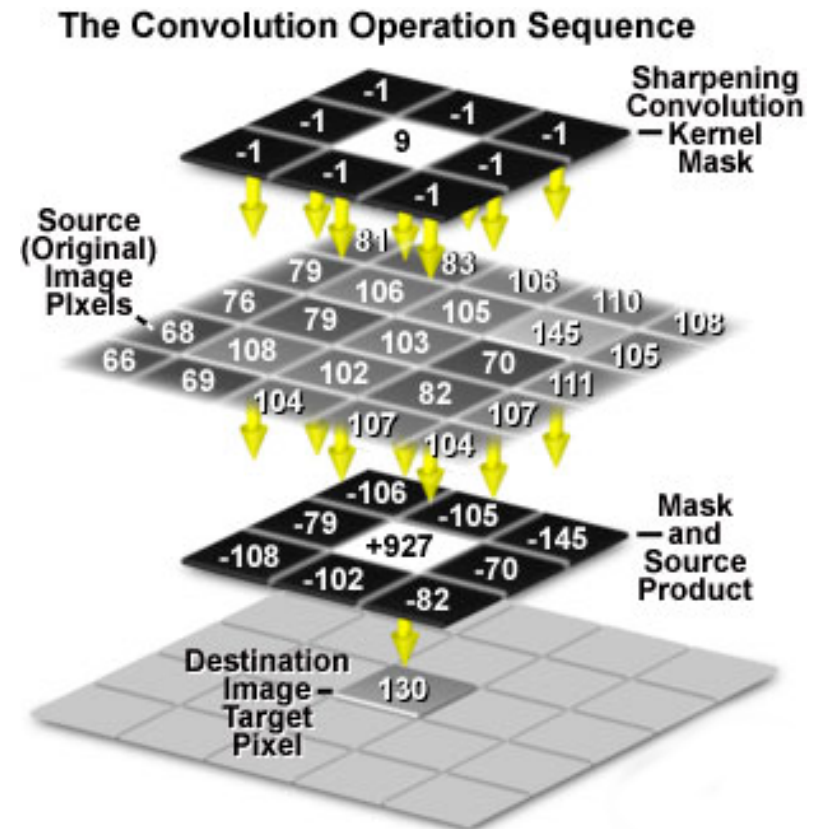 The Convolution Operation Sequence
Sharpening
Convolution
Kernel
Mask
-1
-1 -1
-1 9 -1
-1 -1
-1
Source
(Original)
Image
Pixels
81
79 83
76 106 106
68 79 105 110
66 108 103 145 108
69 102 70 105
104 82 111
107 107
104
-106
-79 -105
-108 +927 -145
-102 -70
-82
Mask
and
Source
Product
Destination
Image
Target
Pixel
130